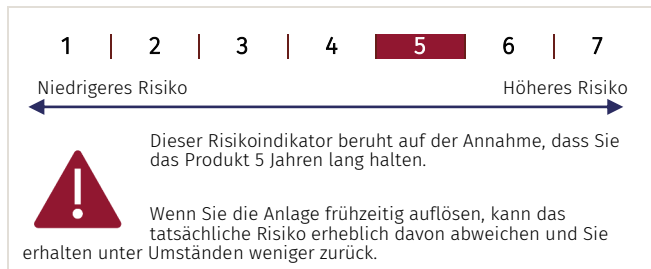 1 2 3 4 5 6 7
Niedrigeres Risiko Höheres Risiko
Dieser Risikoindikator beruht auf der Annahme, dass Sie
das Produkt 5 Jahren lang halten.
Wenn Sie die Anlage frühzeitig auflösen, kann das
tatsächliche Risiko erheblich davon abweichen und Sie
erhalten unter Umständen weniger zurück.